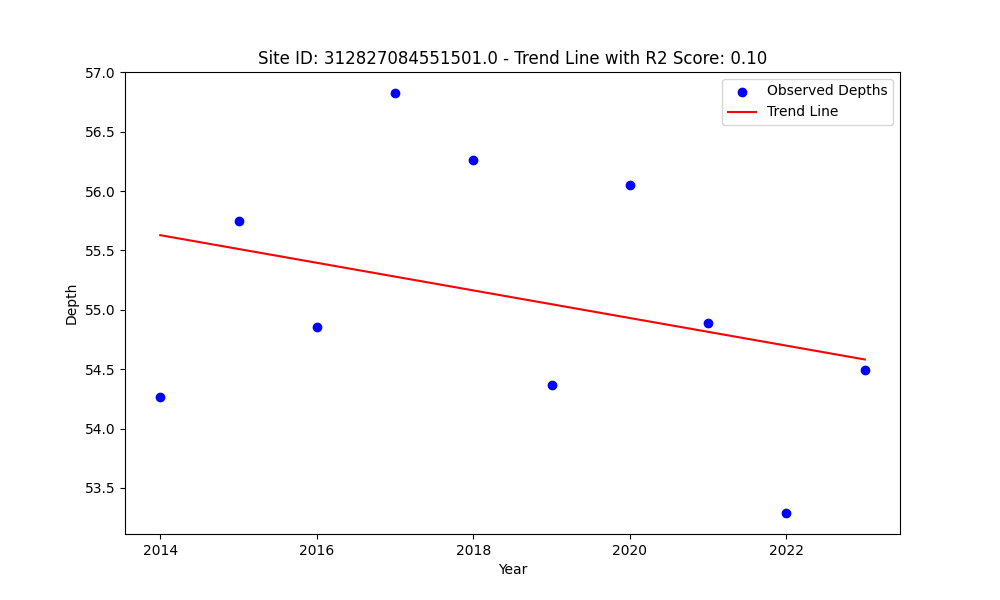 Site ID: 312827084551501.0 - Trend Line with R2 Score: 0.10
57.0
56.5
56.0
55.5
55.0
54.5
54.0
53.5
Depth
Observed Depths
Trend Line
2014
2016
2018
2020
2022
Year